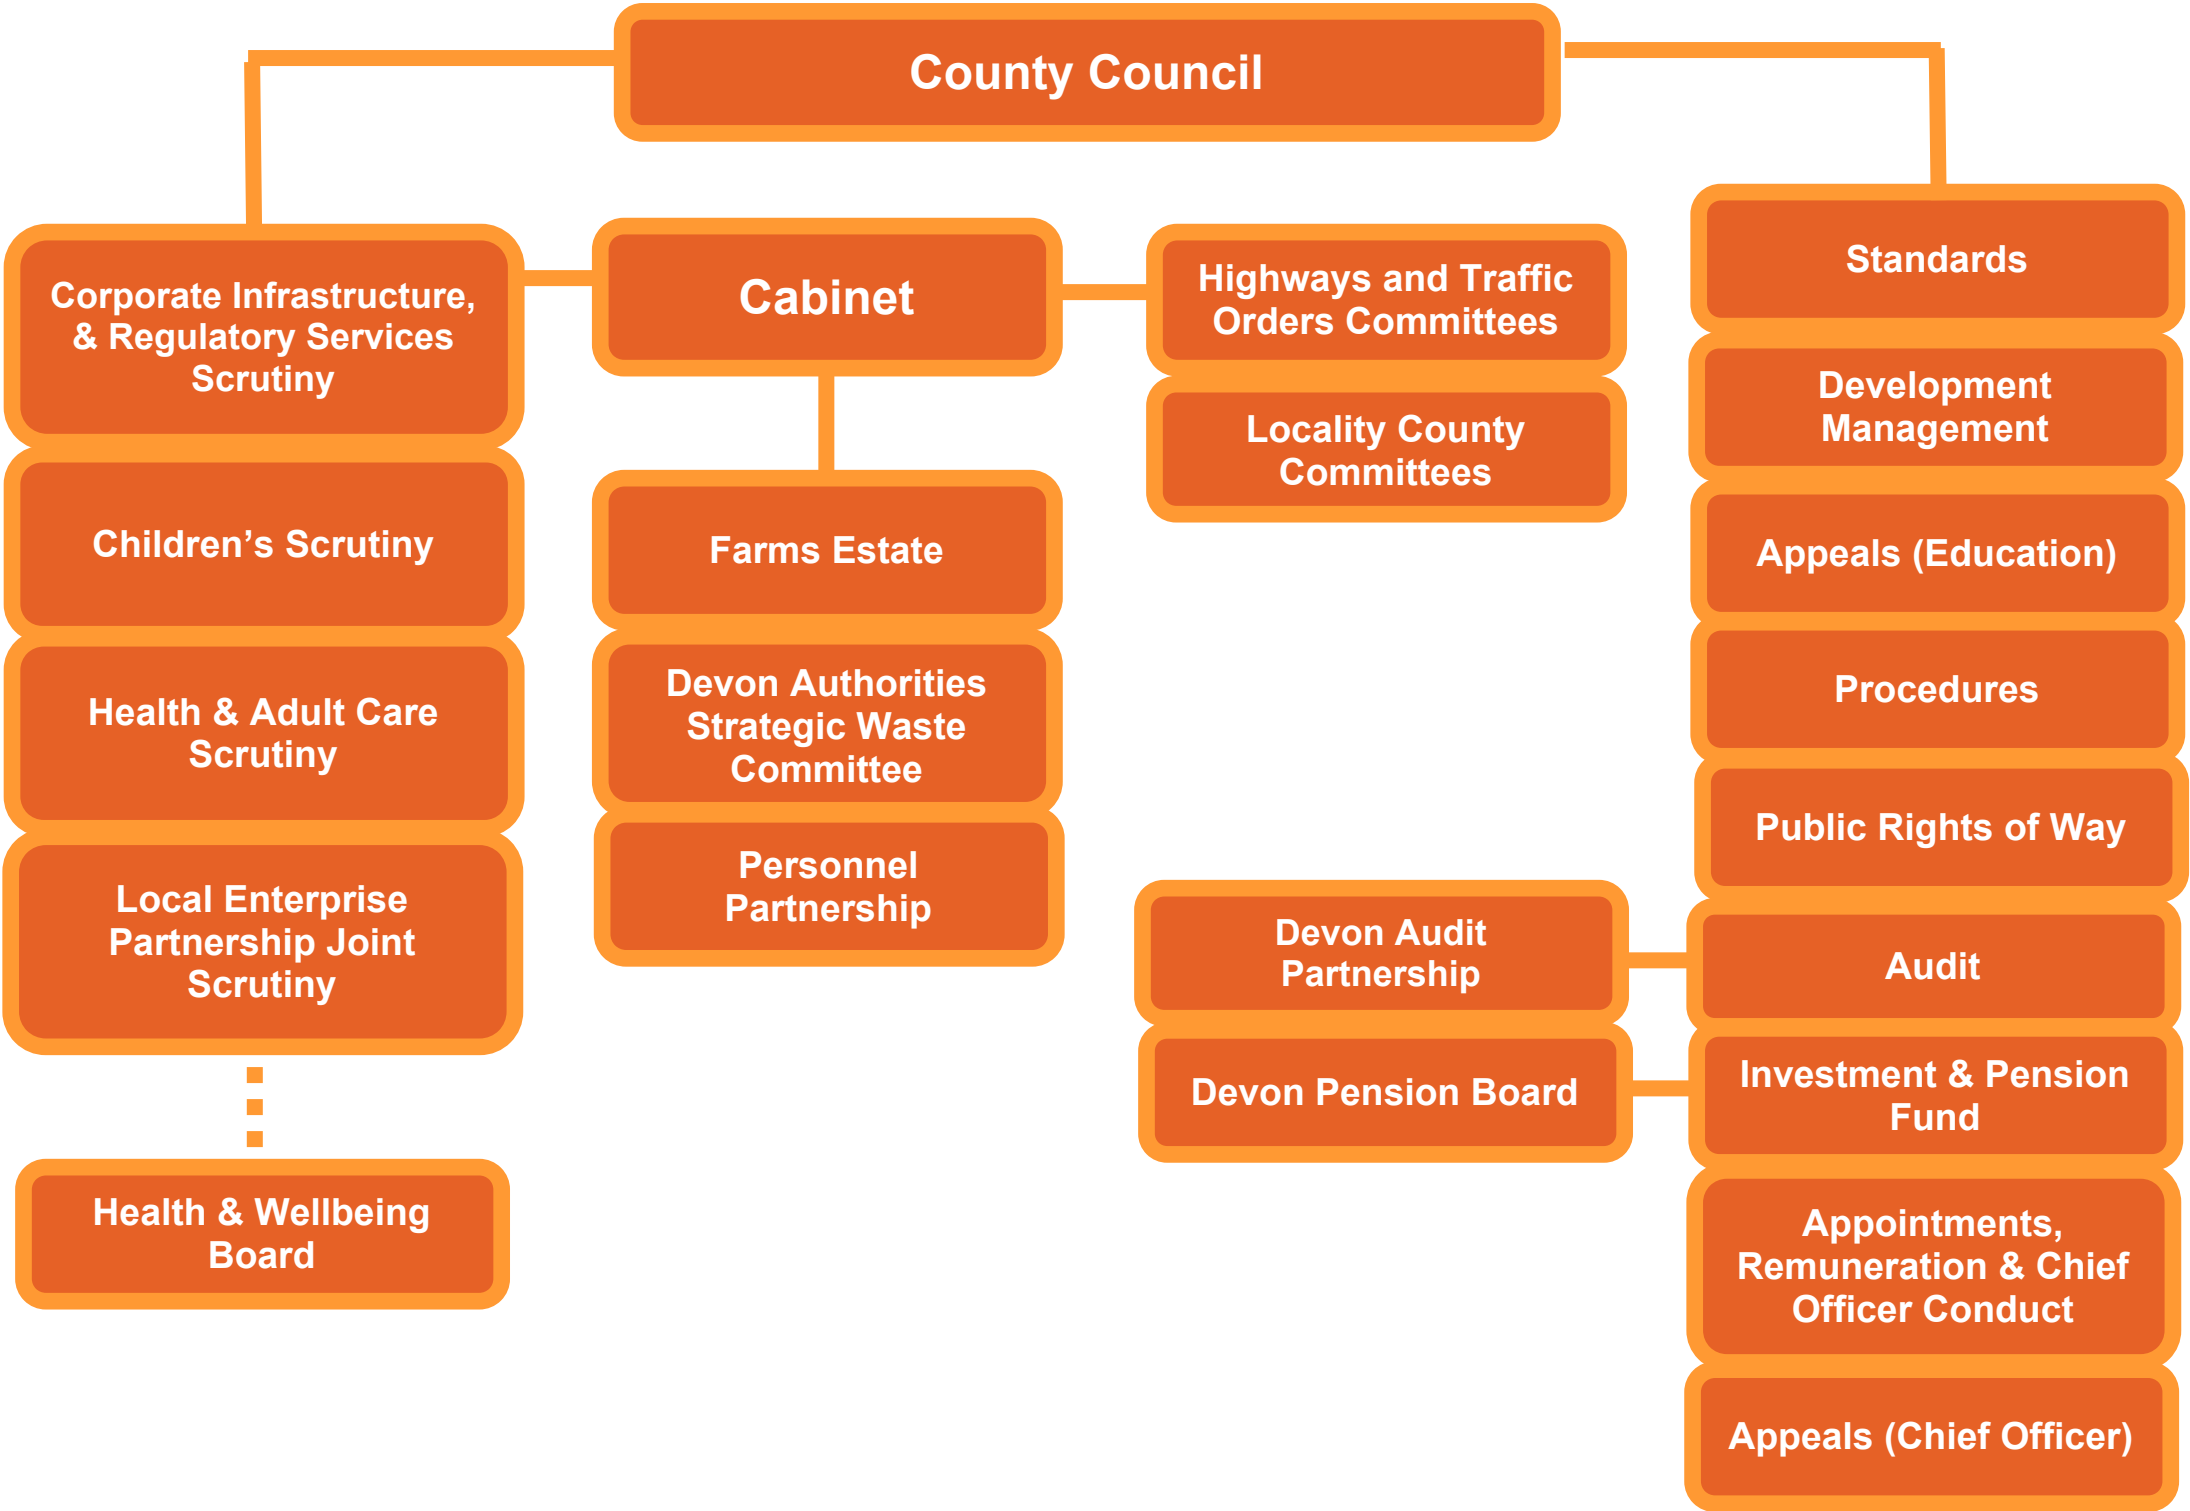 County Council
Corporate Infrastructure,
& Regulatory Services
Scrutiny
Children’s Scrutiny
Health & Adult Care
Scrutiny
Local Enterprise
Partnership Joint
Scrutiny
Health & Wellbeing
Board
Cabinet
Farms Estate
Devon Authorities
Strategic Waste
Committee
Personnel
Partnership
Highways and Traffic
Orders Committees
Locality County
Committees
Devon Audit
Partnership
Devon Pension Board
Standards
Development
Management
Appeals (Education)
Procedures
Public Rights of Way
Audit
Investment & Pension
Fund
Appointments,
Remuneration & Chief
Officer Conduct
Appeals (Chief Officer)